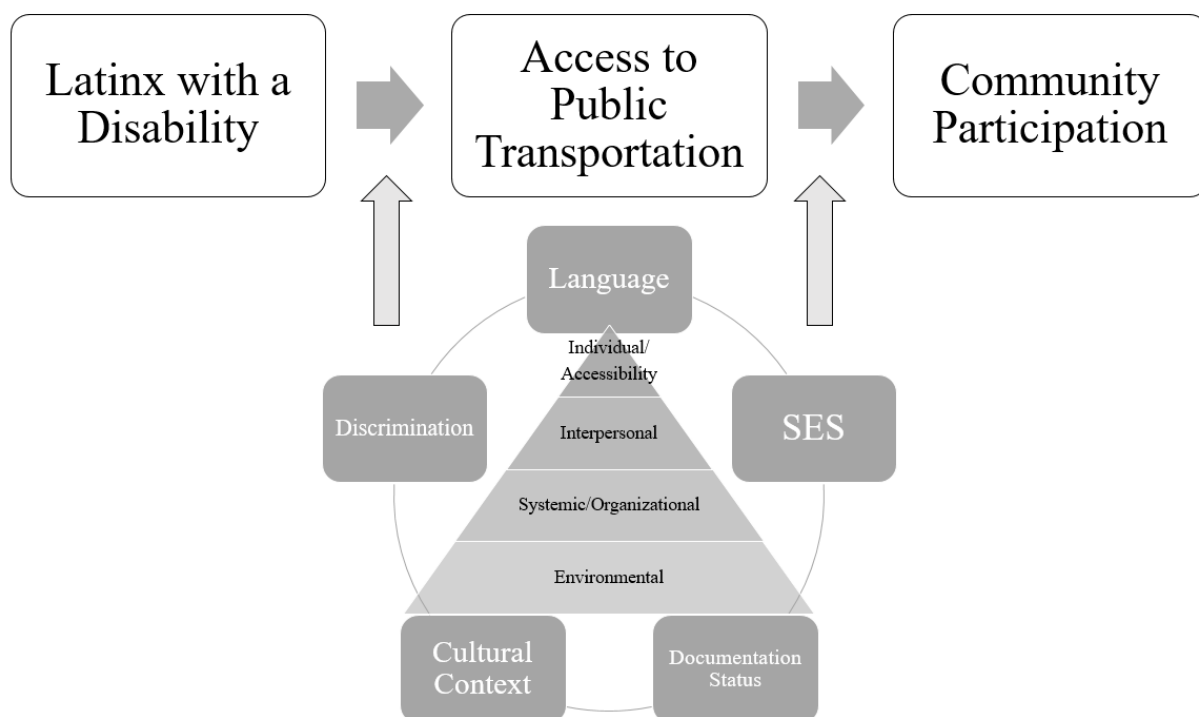 Latinx with a
Disability
Access to
Public
Transportation
Community
Participation
Language
Individual/
Accessibility
Discrimination
Interpersonal
SES
Systemic/Organizational
Environmental
Cultural
Context
Documentation
Status